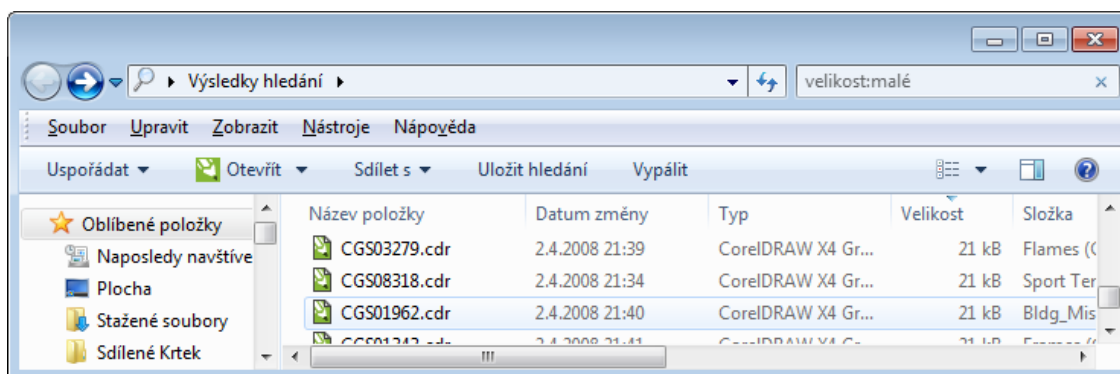 Výsledky hledání
velikost:malé
Soubor Upravit Zobrazit Nástroje Nápověda
Uspořádat Otevřít Sdílet s Uložit hledání Vypálit
Oblíbené položky
Naposledy navštíve
Plocha
Stažené soubory
Sdílené Krtek
Název položky Datum změny Typ Velikost Složka
CGS03279.cdr 2.4.2008 21:39 CorelDRAW X4 Gr... 21 kB Flames (
CGS08318.cdr 2.4.2008 21:34 CorelDRAW X4 Gr... 21 kB Sport Ter
CGS01962.cdr 2.4.2008 21:40 CorelDRAW X4 Gr... 21 kB Bldg_Mis